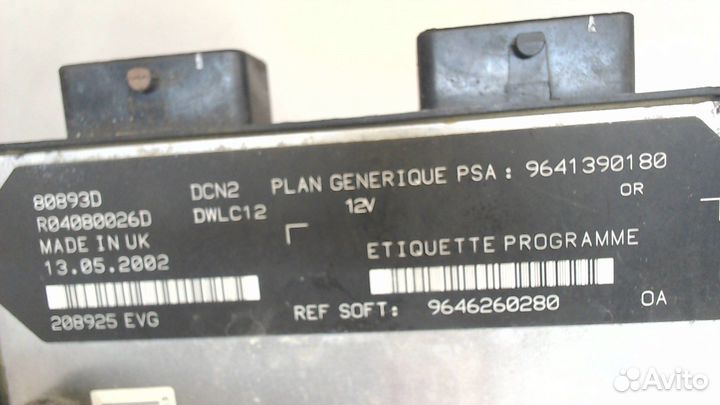 80893D DCN2 PLAN GENERIQUE PSA : 9641390180
R04080026D DWLC12 12V OR
MADE IN UK
13.05.2002 ETIQUETTE PROGRAMME
208925 EVG REF SOFT: 9646260280 OA
Avito